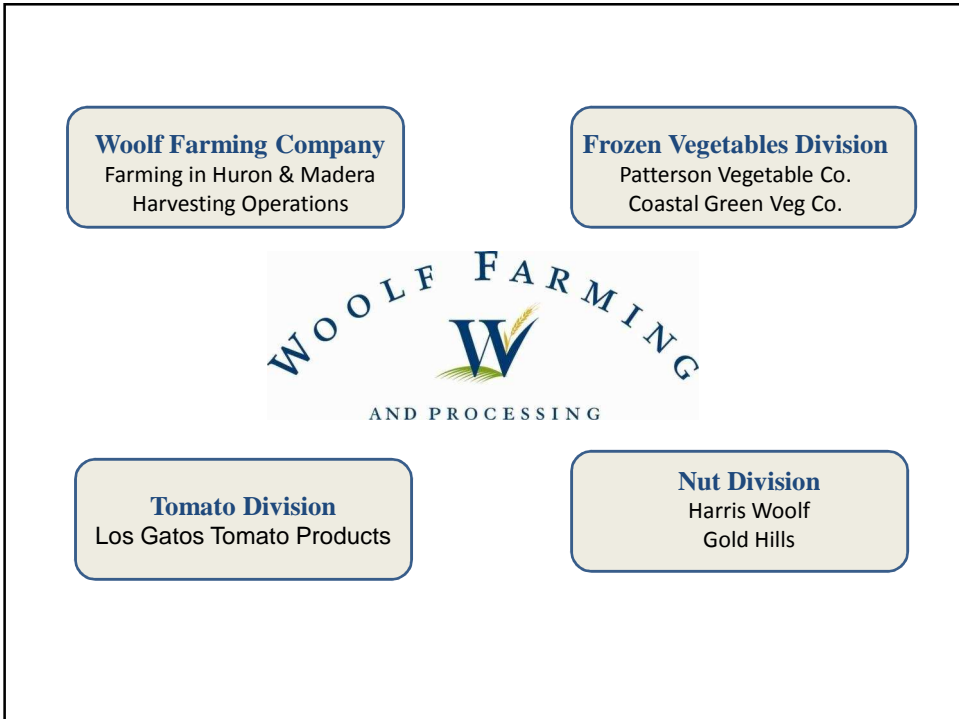 Woolf Farming Company
Farming in Huron & Madera
Harvesting Operations
Frozen Vegetables Division
Patterson Vegetable Co.
Coastal Green Veg Co.
WOOLF FARMING
W
AND PROCESSING
Tomato Division
Los Gatos Tomato Products
Nut Division
Harris Woolf
Gold Hills